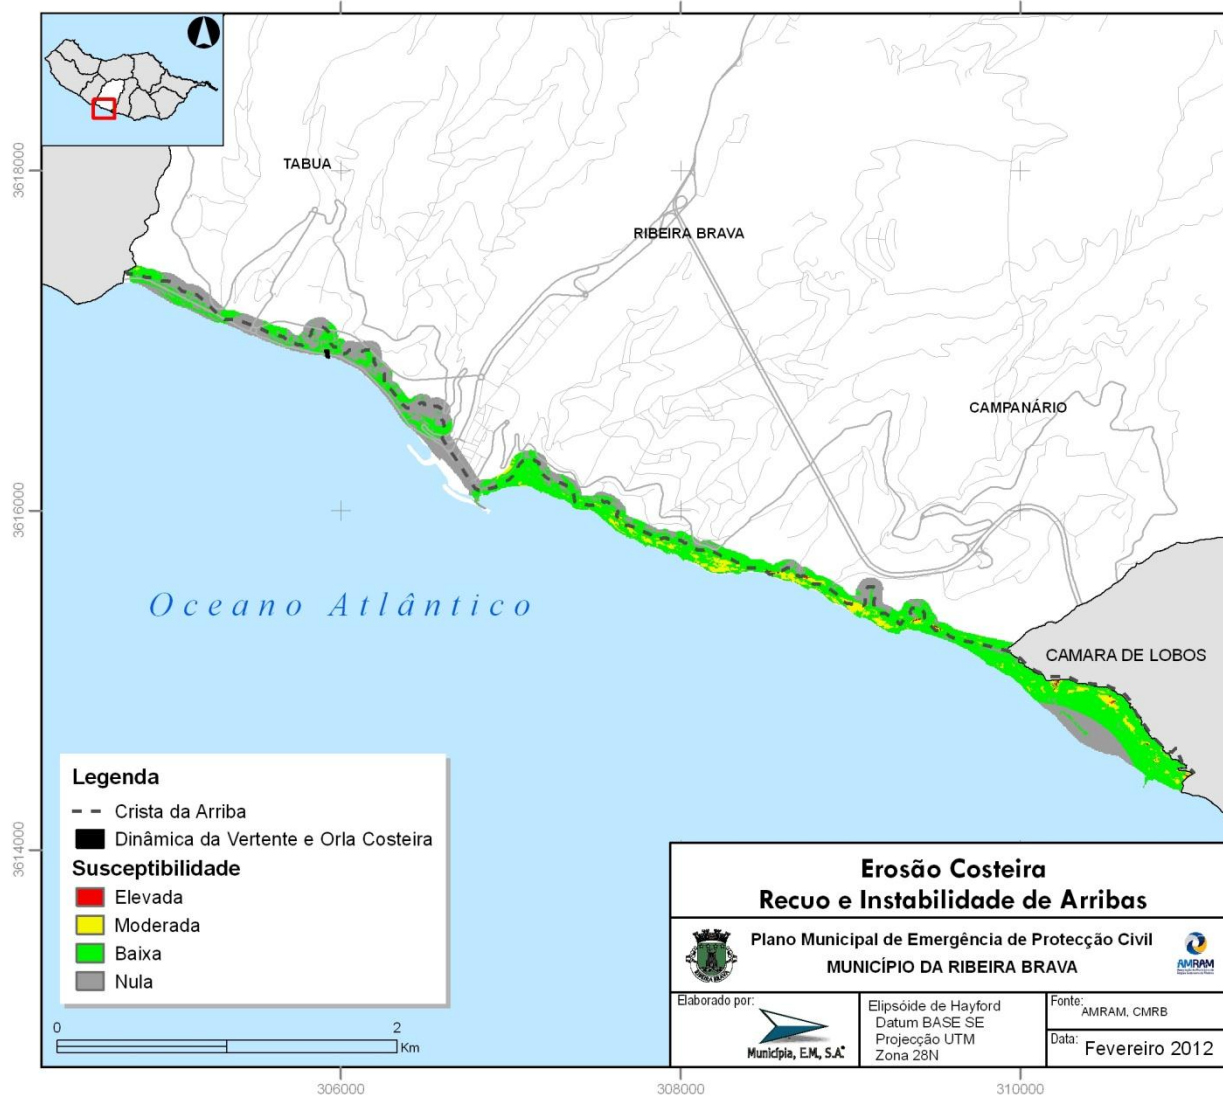 TABUA
RIBEIRA BRAVA
CAMPANÁRIO
CAMARA DE LOBOS
Oceano Atlântico
3618000
3616000
3614000
306000
308000
310000
Legenda
Crista da Arriba
Dinâmica da Vertente e Orla Costeira
Susceptibilidade
Elevada
Moderada
Baixa
Nula
0
2
Km
Erosão Costeira
Recuo e Instabilidade de Arribas
Plano Municipal de Emergência de Protecção Civil
MUNICÍPIO DA RIBEIRA BRAVA
RIBEIRA BRAVA
AMRAM
Elaborado por:
Municípia, E.M., S.A.
Elipsóide de Hayford
Datum BASE SE
Projecção UTM
Zona 28N
Fonte:
AMRAM, CMRB
Data: Fevereiro 2012